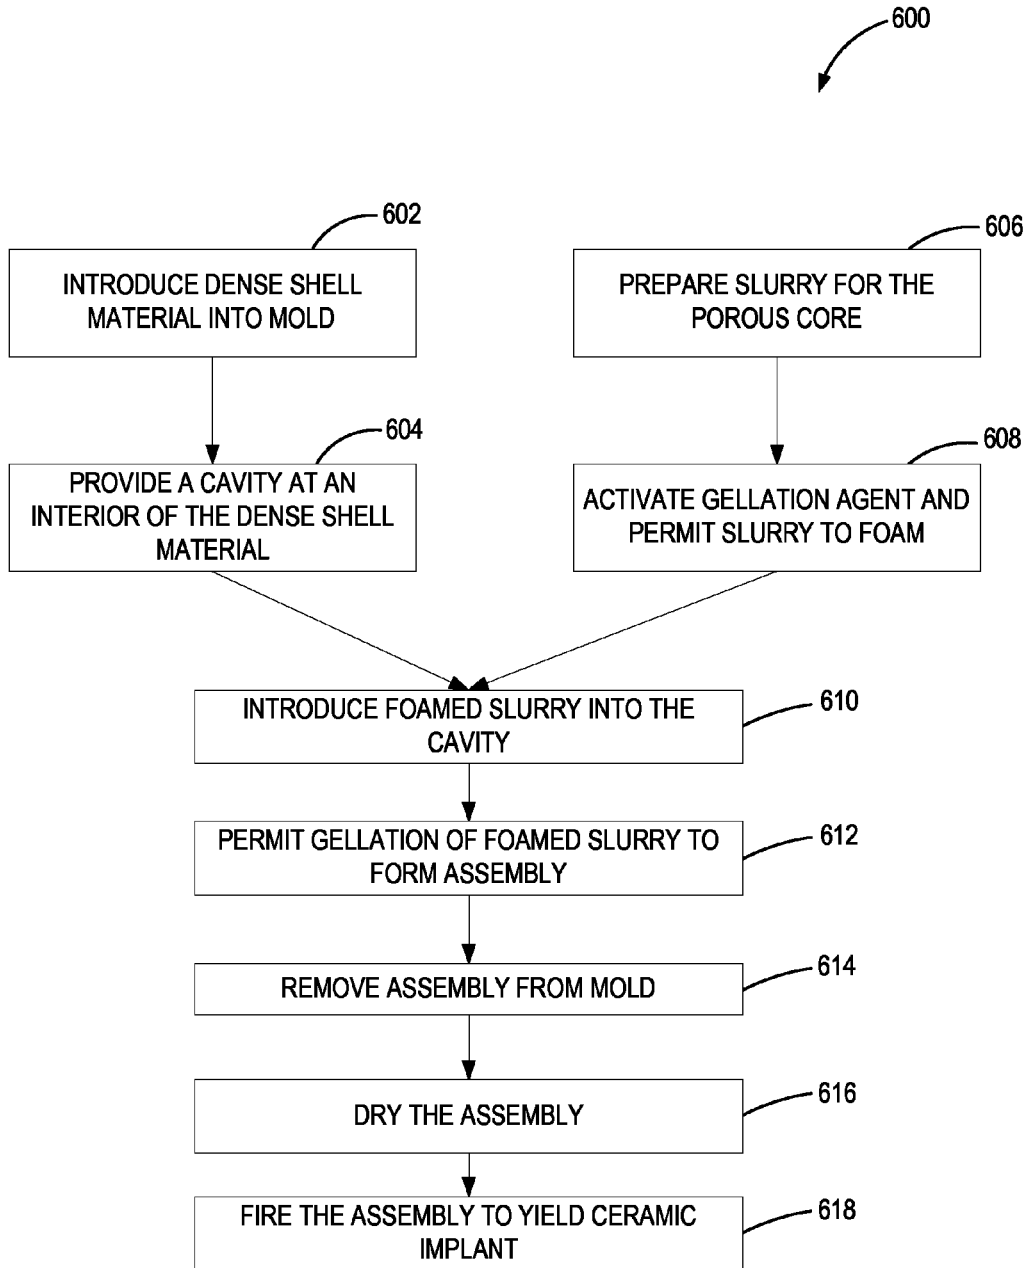 600
602
INTRODUCE DENSE SHELL
MATERIAL INTO MOLD
606
PREPARE SLURRY FOR THE
POROUS CORE
604
PROVIDE A CAVITY AT AN
INTERIOR OF THE DENSE SHELL
MATERIAL
608
ACTIVATE GELLATION AGENT AND
PERMIT SLURRY TO FOAM
INTRODUCE FOAMED SLURRY INTO THE
CAVITY
610
PERMIT GELLATION OF FOAMED SLURRY TO
FORM ASSEMBLY
612
REMOVE ASSEMBLY FROM MOLD
614
DRY THE ASSEMBLY
616
FIRE THE ASSEMBLY TO YIELD CERAMIC
IMPLANT
618